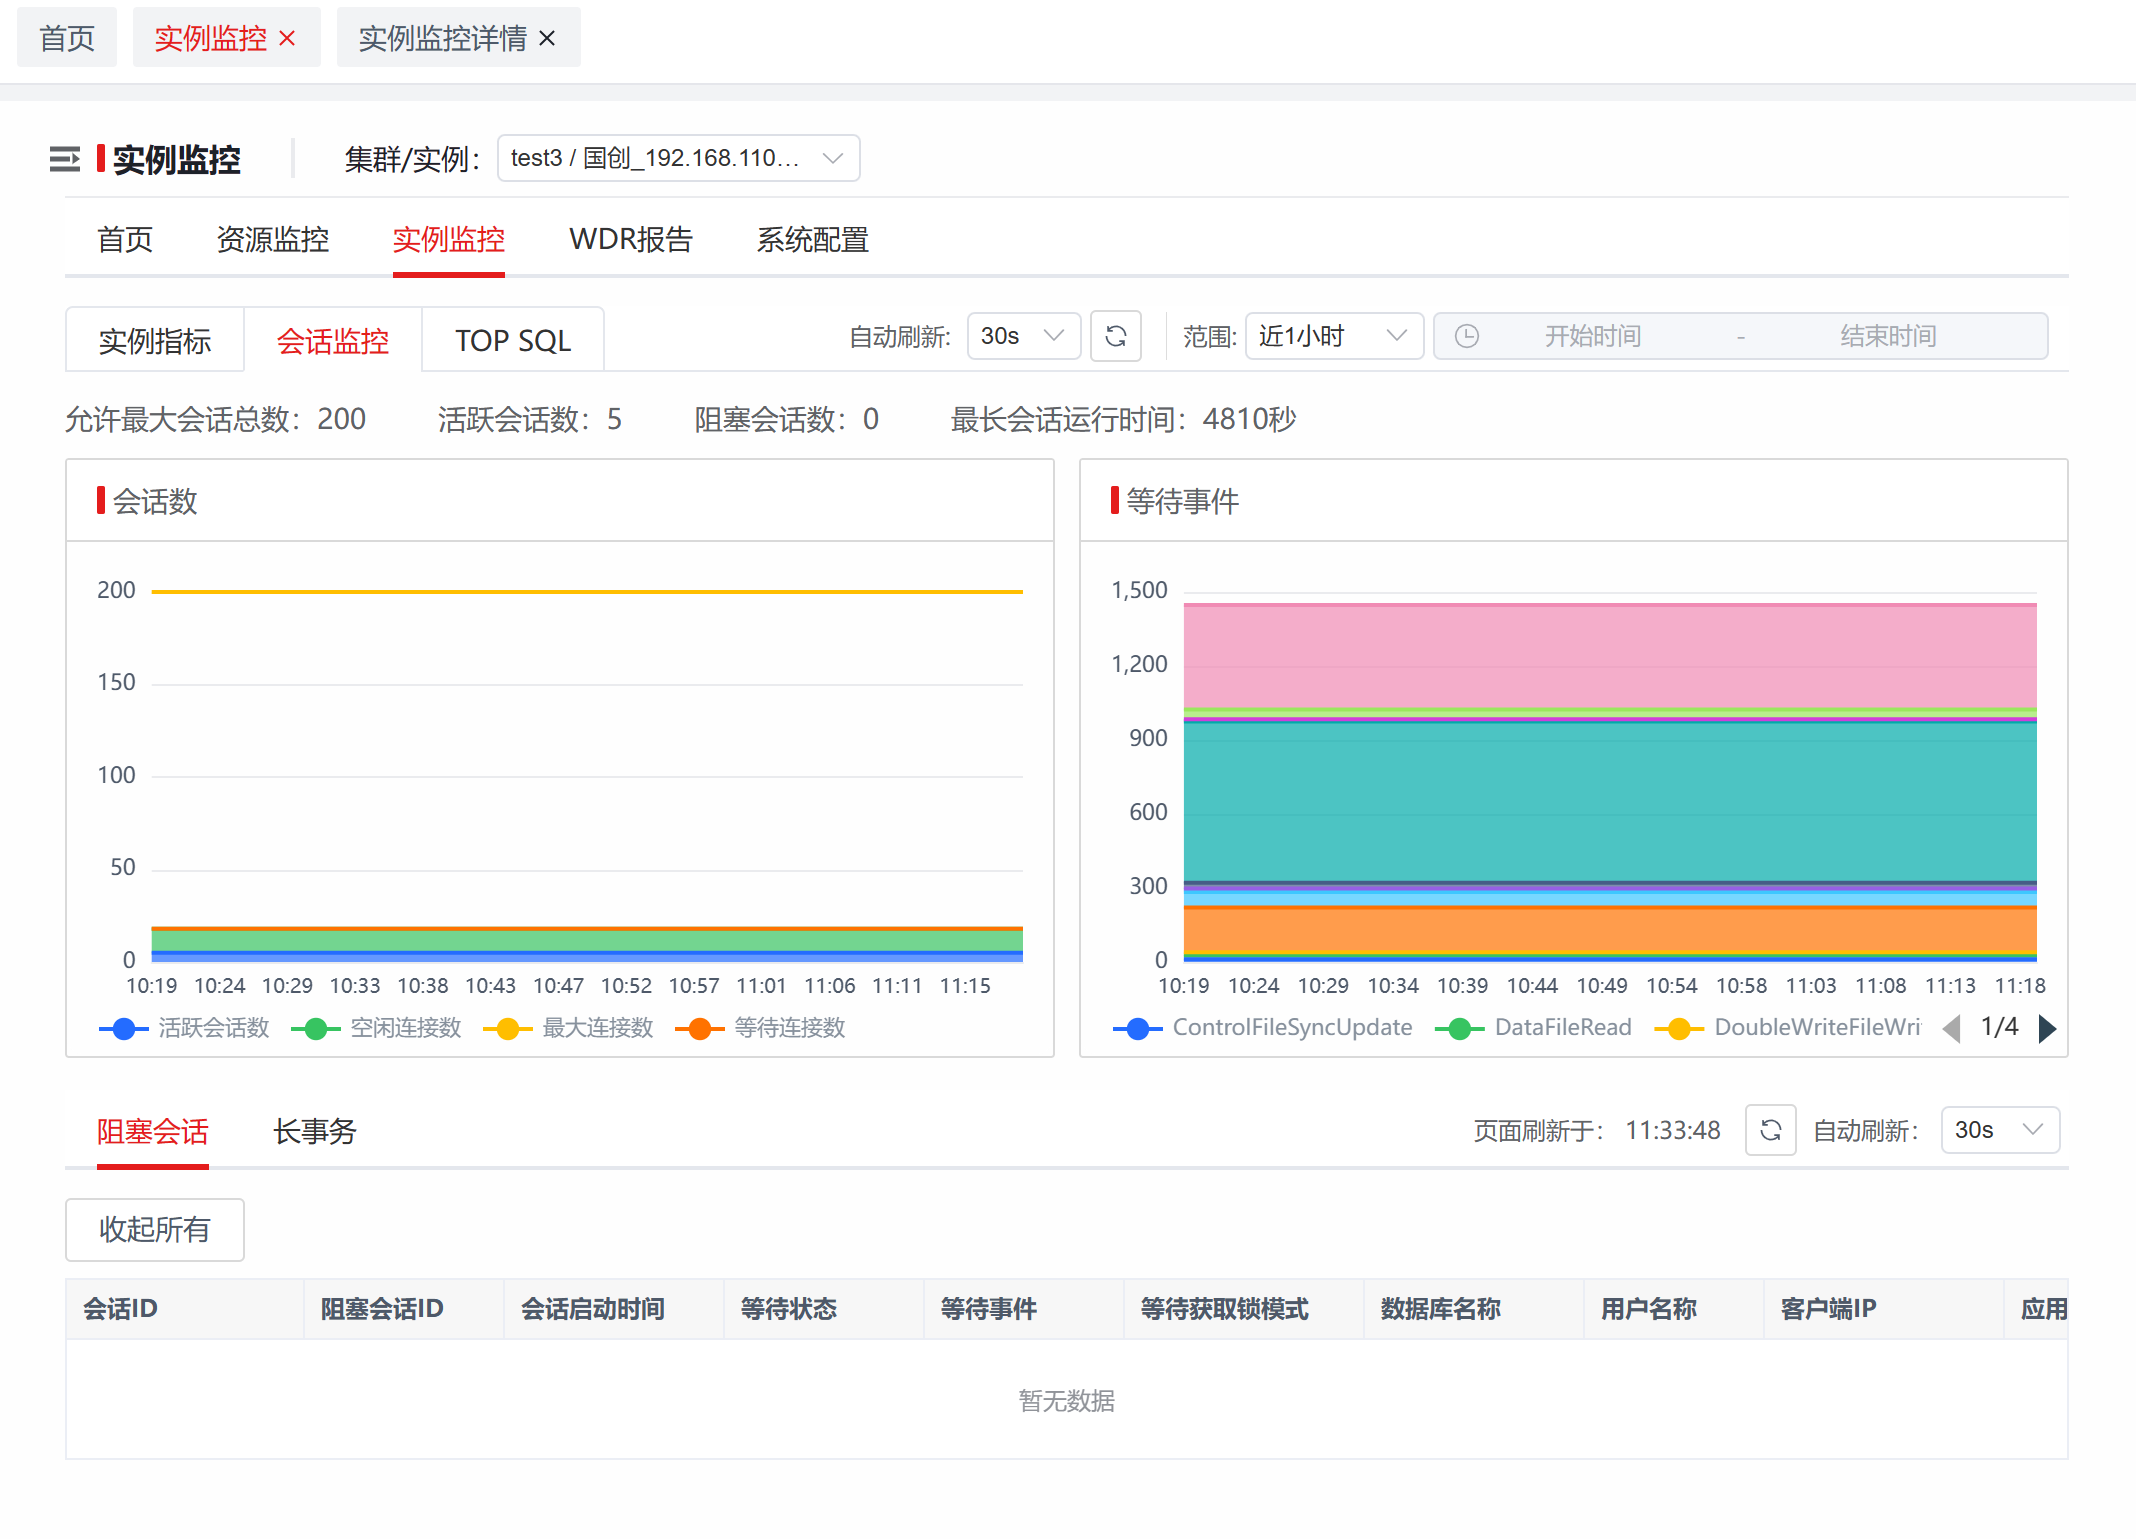 首页 实例监控 × 实例监控详情 ×
实例监控 集群/实例： test3 / 国创_192.168.110...
首页 资源监控 实例监控 WDR报告 系统配置
实例指标 会话监控 TOP SQL 自动刷新: 30s 范围: 近1小时 开始时间 - 结束时间
允许最大会话总数：200 活跃会话数：5 阻塞会话数：0 最长会话运行时间：4810秒
会话数
200
150
100
50
0
10:19 10:24 10:29 10:33 10:38 10:43 10:47 10:52 10:57 11:01 11:06 11:11 11:15
活跃会话数 空闲连接数 最大连接数 等待连接数
等待事件
1,500
1,200
900
600
300
0
10:19 10:24 10:29 10:34 10:39 10:44 10:49 10:54 10:58 11:03 11:08 11:13 11:18
ControlFileSyncUpdate DataFileRead DoubleWriteFileWri 1/4
阻塞会话 长事务 页面刷新于： 11:33:48 自动刷新： 30s
收起所有
会话ID 阻塞会话ID 会话启动时间 等待状态 等待事件 等待获取锁模式 数据库名称 用户名称 客户端IP 应用
暂无数据